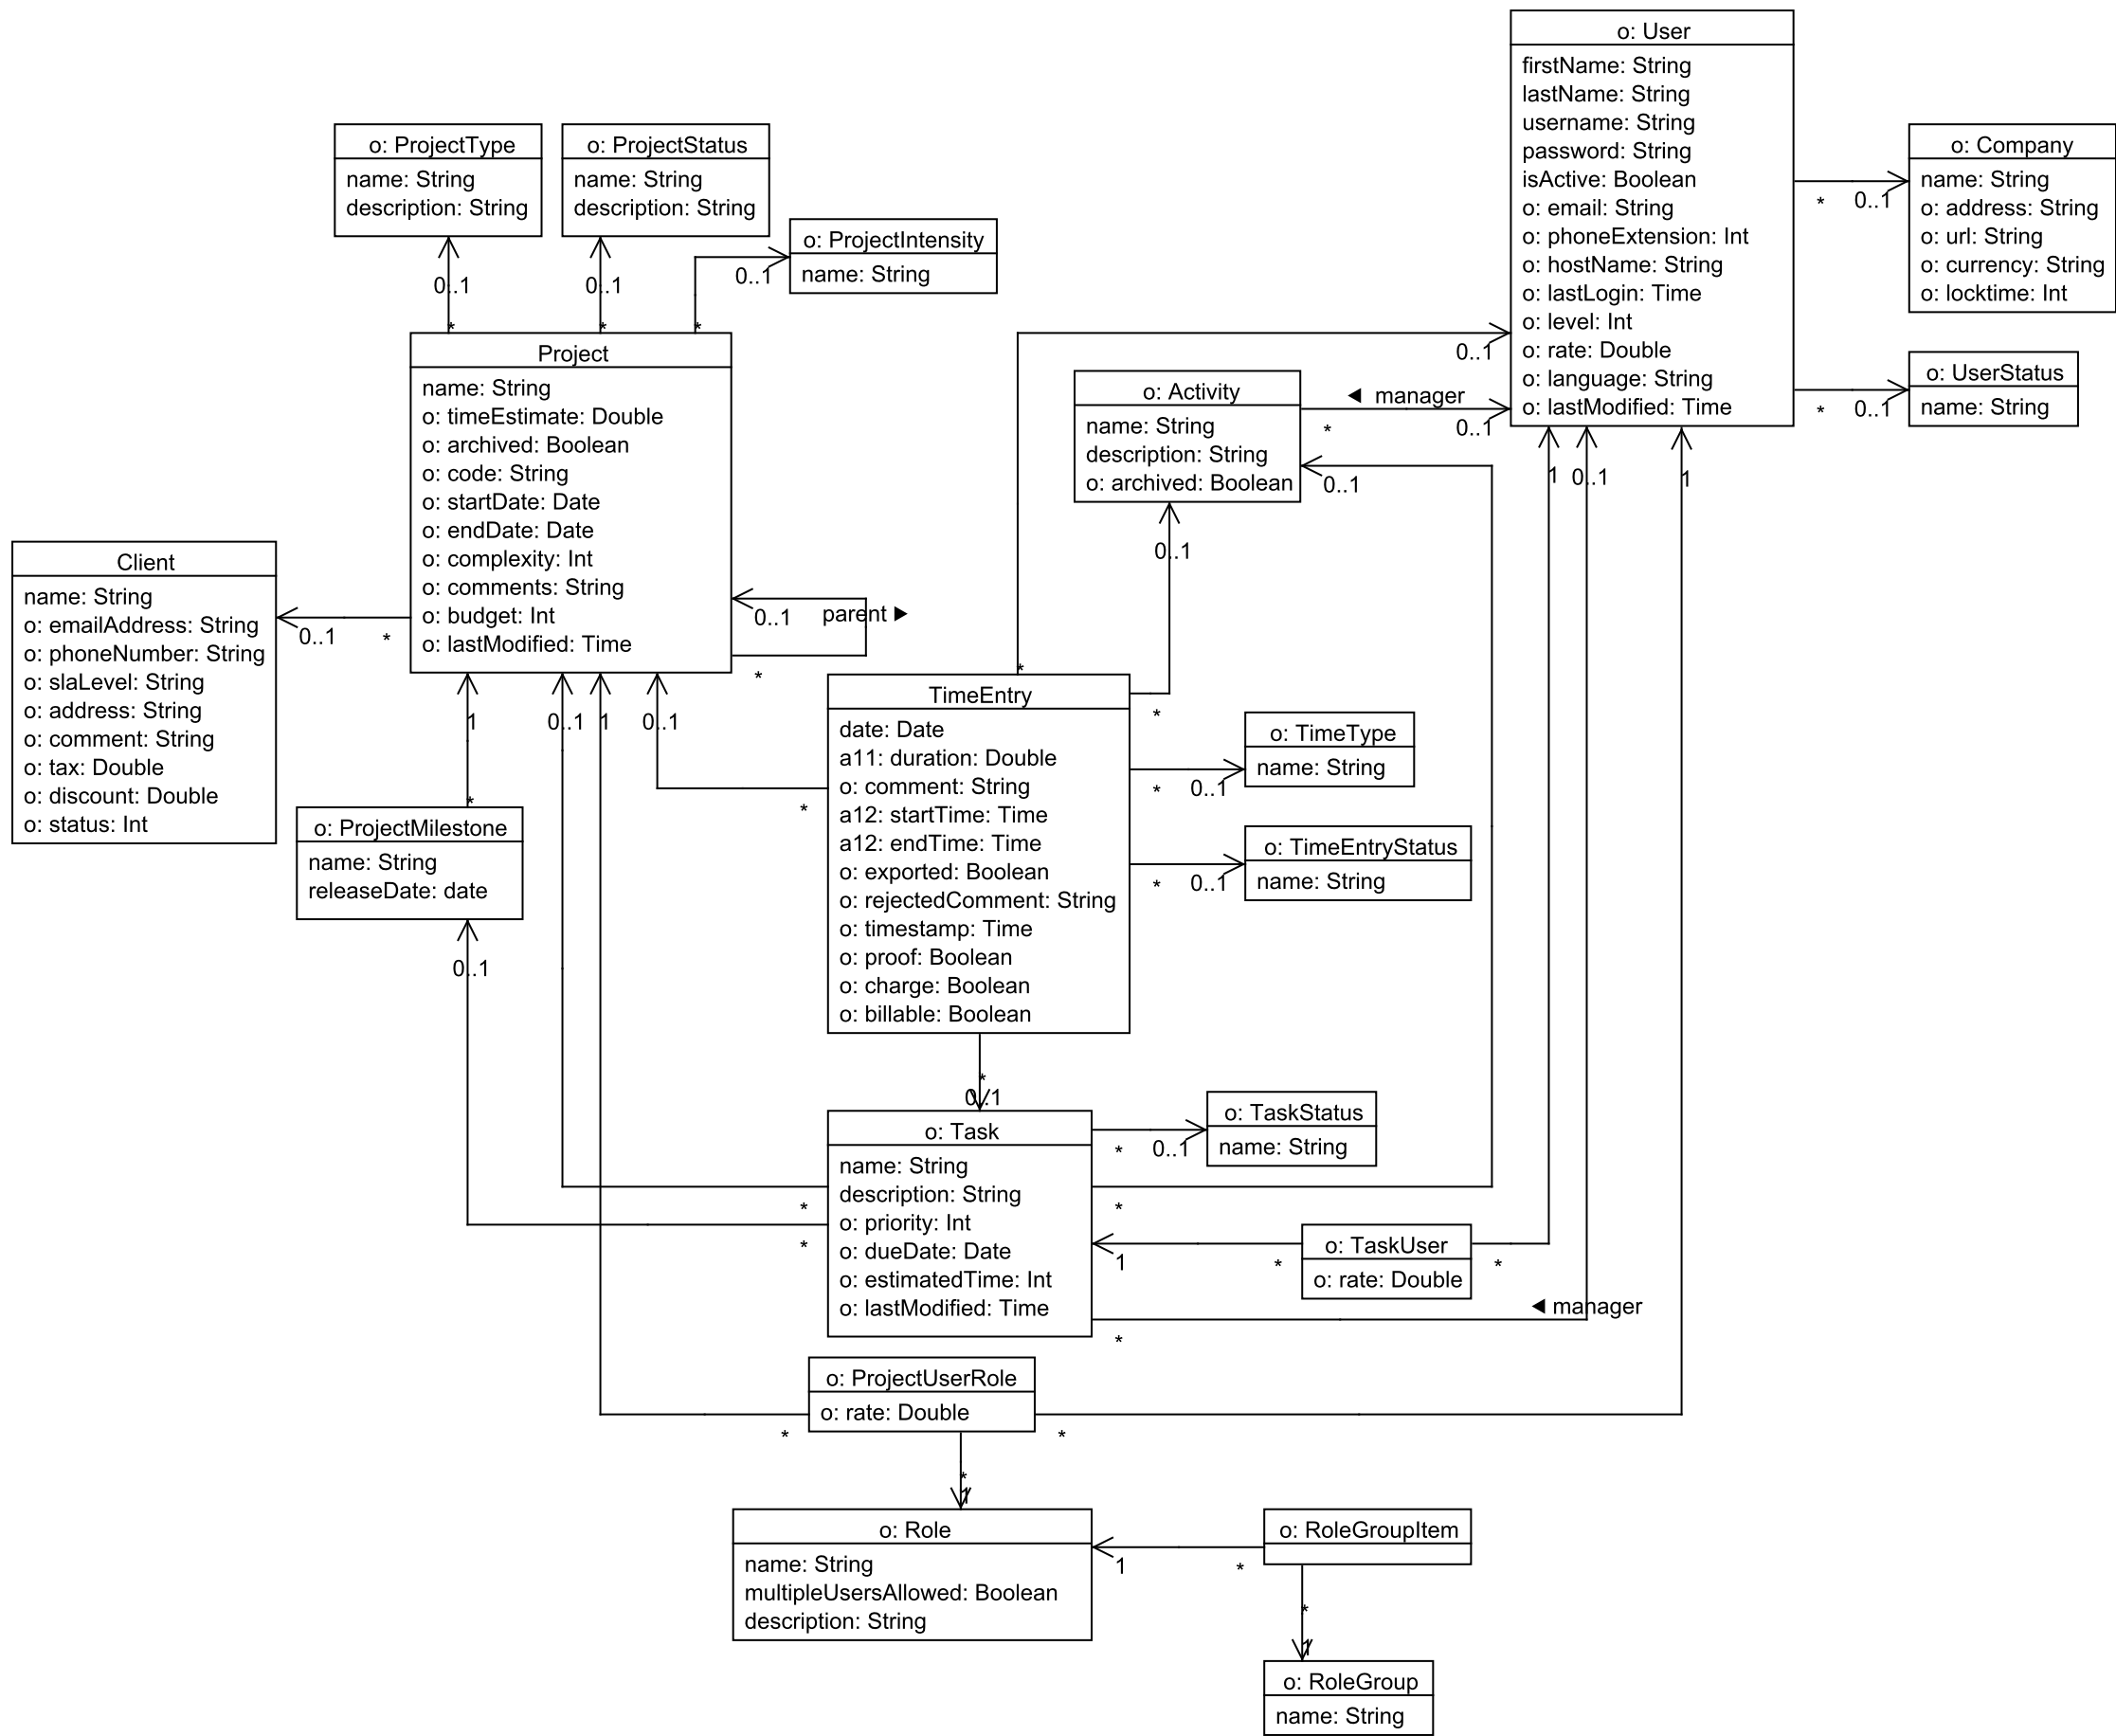 o: User
firstName: String
lastName: String
username: String
password: String
isActive: Boolean
o: email: String
o: phoneExtension: Int
o: hostName: String
o: lastLogin: Time
o: level: Int
o: rate: Double
o: language: String
o: lastModified: Time
o: Company
name: String
o: address: String
o: url: String
o: currency: String
o: locktime: Int
*
0..1
o: UserStatus
name: String
*
0..1
o: ProjectType
name: String
description: String
0..1
*
o: ProjectStatus
name: String
description: String
0..1
*
o: ProjectIntensity
name: String
0..1
*
Project
name: String
o: timeEstimate: Double
o: archived: Boolean
o: code: String
o: startDate: Date
o: endDate: Date
o: complexity: Int
o: comments: String
o: budget: Int
o: lastModified: Time
0..1
parent ►
*
0..1
*
Client
name: String
o: emailAddress: String
o: phoneNumber: String
o: slaLevel: String
o: address: String
o: comment: String
o: tax: Double
o: discount: Double
o: status: Int
o: Activity
name: String
description: String
o: archived: Boolean
0..1
◄ manager
*
0..1
0..1
0..1
1
0..1
1
1
0..1
1
0..1
*
o: ProjectMilestone
name: String
releaseDate: date
0..1
*
TimeEntry
date: Date
a11: duration: Double
o: comment: String
a12: startTime: Time
a12: endTime: Time
o: exported: Boolean
o: rejectedComment: String
o: timestamp: Time
o: proof: Boolean
o: charge: Boolean
o: billable: Boolean
*
*
o: TimeType
name: String
*
0..1
o: TimeEntryStatus
name: String
*
0..1
*
0..1
o: Task
name: String
description: String
o: priority: Int
o: dueDate: Date
o: estimatedTime: Int
o: lastModified: Time
*
*
o: TaskStatus
name: String
*
0..1
*
o: TaskUser
o: rate: Double
1
*
*
◄ manager
*
o: ProjectUserRole
o: rate: Double
*
*
*
1
o: Role
name: String
multipleUsersAllowed: Boolean
description: String
o: RoleGroupItem
1
*
*
1
o: RoleGroup
name: String